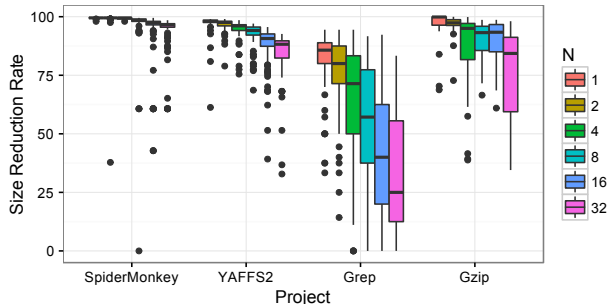 100
75
50
25
0
Size Reduction Rate
SpiderMonkey YAFFS2 Grep Gzip
Project
N
1
2
4
8
16
32